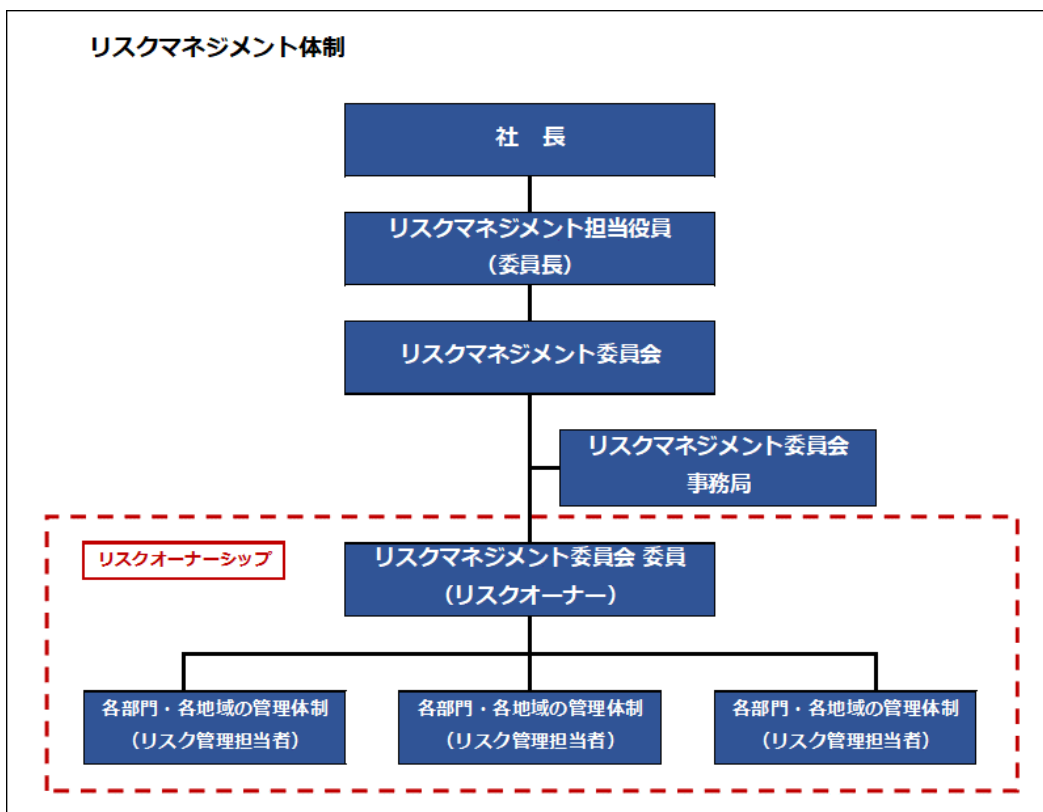 リスクマネジメント体制
社　長
リスクマネジメント担当役員
（委員長）
リスクマネジメント委員会
リスクマネジメント委員会
事務局
リスクオーナーシップ
リスクマネジメント委員会 委員
（リスクオーナー）
各部門・各地域の管理体制
（リスク管理担当者）
各部門・各地域の管理体制
（リスク管理担当者）
各部門・各地域の管理体制
（リスク管理担当者）